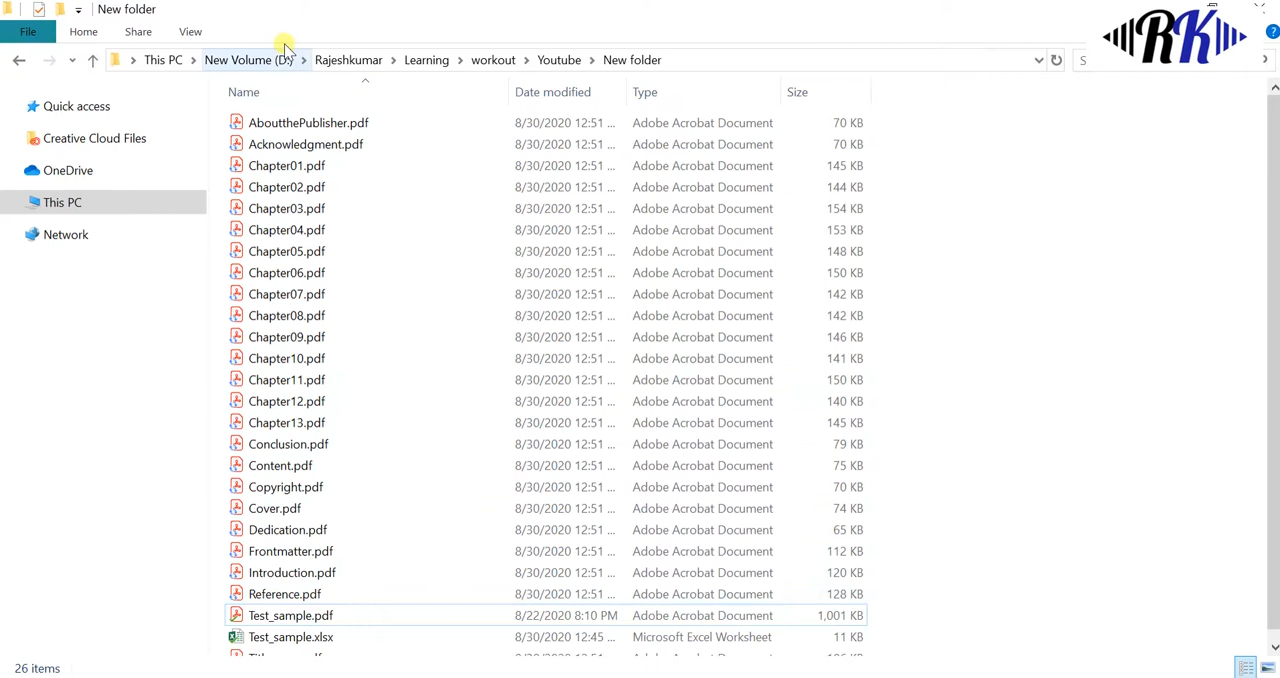 New folder
File Home Share View
RK
This PC New Volume (D:) Rajeshkumar Learning workout Youtube New folder S
Name Date modified Type Size
Quick access
Creative Cloud Files
OneDrive
This PC
Network
AboutthePublisher.pdf 8/30/2020 12:51 ... Adobe Acrobat Document 70 KB
Acknowledgment.pdf 8/30/2020 12:51 ... Adobe Acrobat Document 70 KB
Chapter01.pdf 8/30/2020 12:51 ... Adobe Acrobat Document 145 KB
Chapter02.pdf 8/30/2020 12:51 ... Adobe Acrobat Document 144 KB
Chapter03.pdf 8/30/2020 12:51 ... Adobe Acrobat Document 154 KB
Chapter04.pdf 8/30/2020 12:51 ... Adobe Acrobat Document 153 KB
Chapter05.pdf 8/30/2020 12:51 ... Adobe Acrobat Document 148 KB
Chapter06.pdf 8/30/2020 12:51 ... Adobe Acrobat Document 150 KB
Chapter07.pdf 8/30/2020 12:51 ... Adobe Acrobat Document 142 KB
Chapter08.pdf 8/30/2020 12:51 ... Adobe Acrobat Document 142 KB
Chapter09.pdf 8/30/2020 12:51 ... Adobe Acrobat Document 146 KB
Chapter10.pdf 8/30/2020 12:51 ... Adobe Acrobat Document 141 KB
Chapter11.pdf 8/30/2020 12:51 ... Adobe Acrobat Document 150 KB
Chapter12.pdf 8/30/2020 12:51 ... Adobe Acrobat Document 140 KB
Chapter13.pdf 8/30/2020 12:51 ... Adobe Acrobat Document 145 KB
Conclusion.pdf 8/30/2020 12:51 ... Adobe Acrobat Document 79 KB
Content.pdf 8/30/2020 12:51 ... Adobe Acrobat Document 75 KB
Copyright.pdf 8/30/2020 12:51 ... Adobe Acrobat Document 70 KB
Cover.pdf 8/30/2020 12:51 ... Adobe Acrobat Document 74 KB
Dedication.pdf 8/30/2020 12:51 ... Adobe Acrobat Document 65 KB
Frontmatter.pdf 8/30/2020 12:51 ... Adobe Acrobat Document 112 KB
Introduction.pdf 8/30/2020 12:51 ... Adobe Acrobat Document 120 KB
Reference.pdf 8/30/2020 12:51 ... Adobe Acrobat Document 128 KB
Test_sample.pdf 8/22/2020 8:10 PM Adobe Acrobat Document 1,001 KB
Test_sample.xlsx 8/30/2020 12:45 ... Microsoft Excel Worksheet 11 KB
26 items